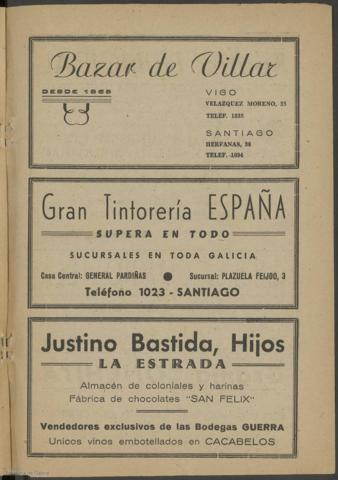 Bazar de Villar
DESDE 1868
VIGO
VELAZQUEZ MORENO, 35
TELEF. 1835
SANTIAGO
HERFANAS, 38
TELEF.-1094
Gran Tintorería ESPAÑA
SUPERA EN TODO
SUCURSALES EN TODA GALICIA
Casa Central: GENERAL PARDIÑAS ● Sucursal: PLAZUELA FEIJOO, 3
Teléfono 1023 - SANTIAGO
Justino Bastida, Hijos
LA ESTRADA
Almacén de coloniales y harinas
Fábrica de chocolates "SAN FELIX"
Vendedores exclusivos de las Bodegas GUERRA
Unicos vinos embotellados en CACABELOS